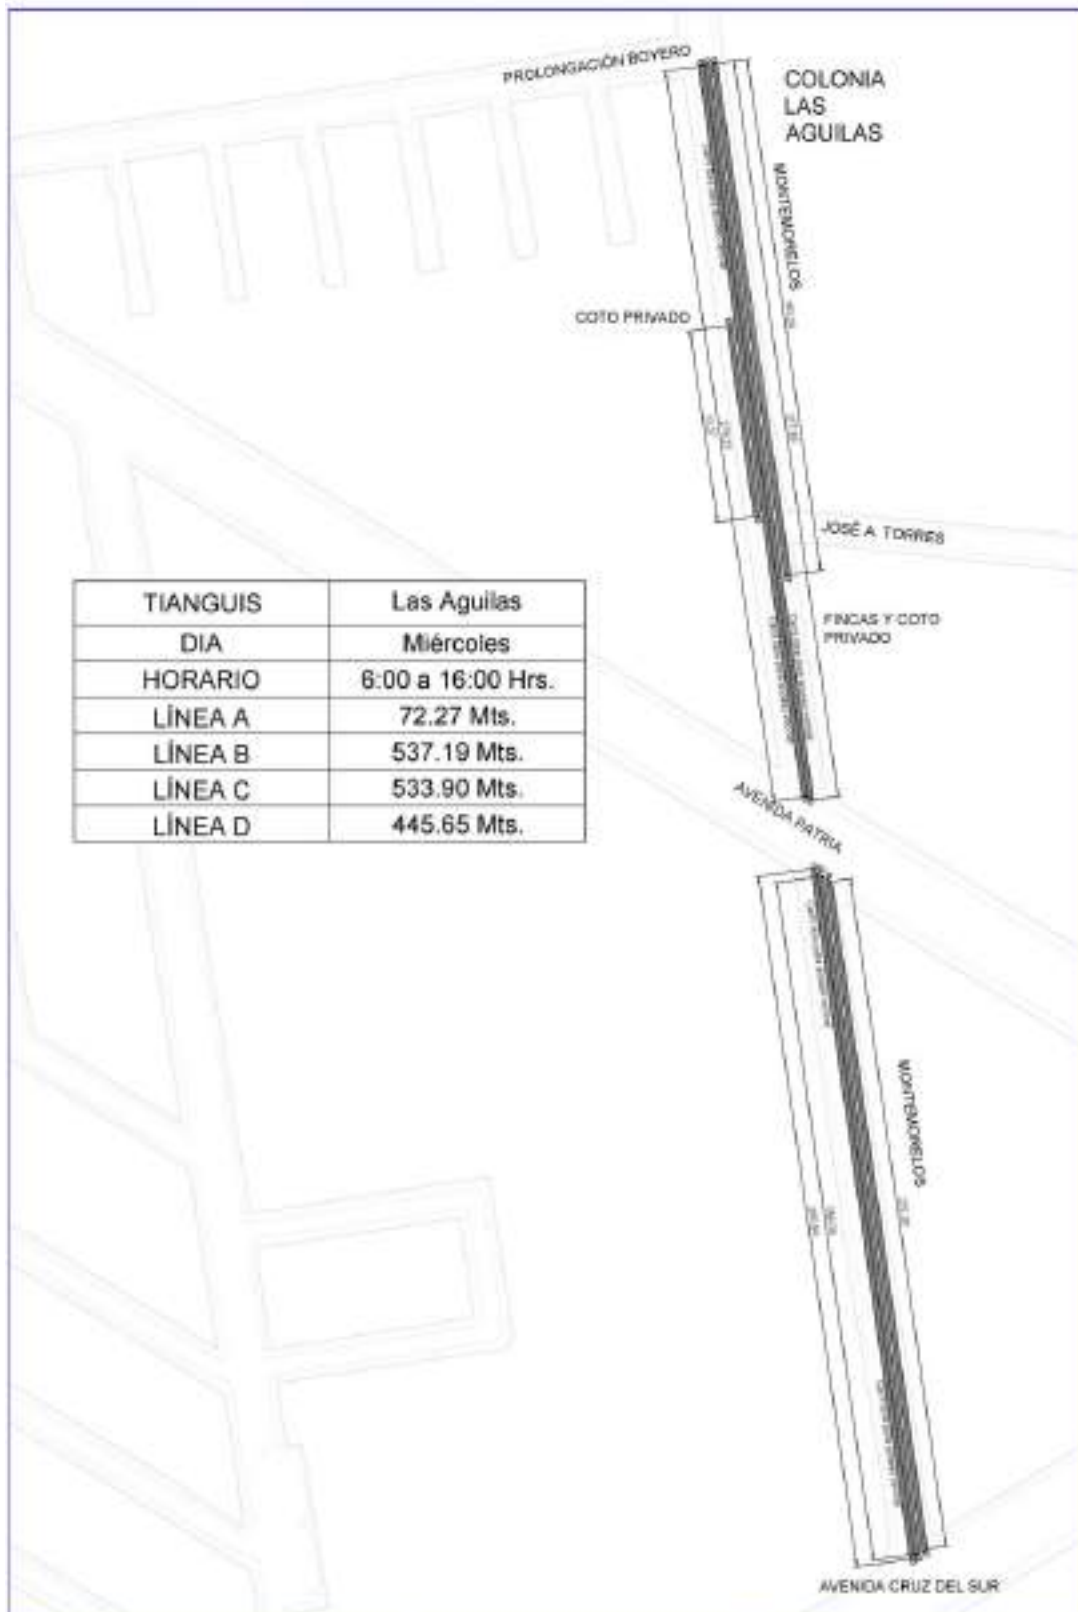 PROLONGACIÓN BOYERO
COLONIA
LAS
AGUILAS
MONTEMORELOS
COTO PRIVADO
JOSÉ A. TORRES
FINCAS Y COTO
PRIVADO
TIANGUIS Las Aguilas
DIA Miércoles
HORARIO 6:00 a 16:00 Hrs.
LÍNEA A 72.27 Mts.
LÍNEA B 537.19 Mts.
LÍNEA C 533.90 Mts.
LÍNEA D 445.65 Mts.
AVENIDA PATRIA
MONTEMORELOS
AVENIDA CRUZ DEL SUR